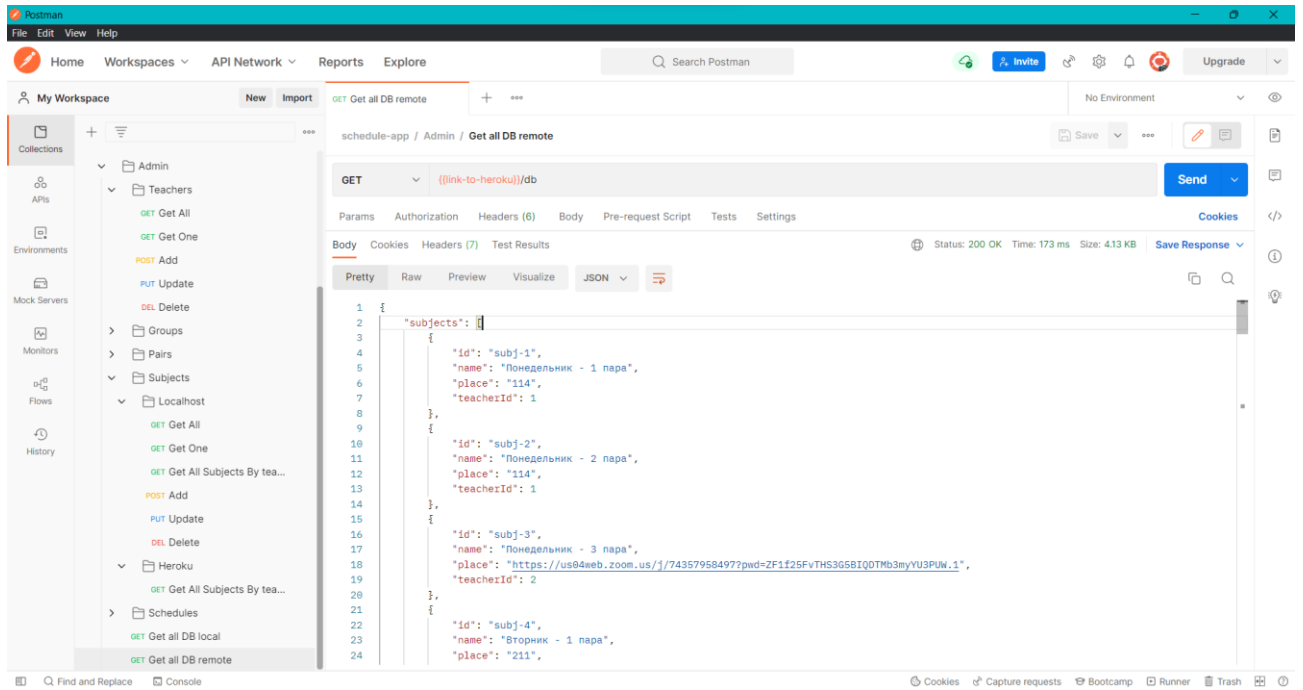 Postman
File Edit View Help
Home Workspaces API Network Reports Explore Search Postman Invite Upgrade
My Workspace New Import GET Get all DB remote No Environment
Collections
APIs
Environments
Mock Servers
Monitors
Flows
History
Admin
Teachers
GET Get All
GET Get One
POST Add
PUT Update
DEL Delete
Groups
Pairs
Subjects
Localhost
GET Get All
GET Get One
GET Get All Subjects By tea...
POST Add
PUT Update
DEL Delete
Heroku
GET Get All Subjects By tea...
Schedules
GET Get all DB local
GET Get all DB remote
schedule-app / Admin / Get all DB remote Save
GET {{link-to-heroku}}/db Send
Params Authorization Headers (6) Body Pre-request Script Tests Settings Cookies
Body Cookies Headers (7) Test Results Status: 200 OK Time: 173 ms Size: 4.13 KB Save Response
Pretty Raw Preview Visualize JSON
1 {
2 "subjects": [
3 {
4 "id": "subj-1",
5 "name": "Понедельник - 1 пара",
6 "place": "114",
7 "teacherId": 1
8 },
9 {
10 "id": "subj-2",
11 "name": "Понедельник - 2 пара",
12 "place": "114",
13 "teacherId": 1
14 },
15 {
16 "id": "subj-3",
17 "name": "Понедельник - 3 пара",
18 "place": "https://us04web.zoom.us/j/74357958497?pwd=ZF1f25FvTHS3G5BIQDTMb3myYU3PUW.1",
19 "teacherId": 2
20 },
21 {
22 "id": "subj-4",
23 "name": "Вторник - 1 пара",
24 "place": "211",
Find and Replace Console Cookies Capture requests Bootcamp Runner Trash